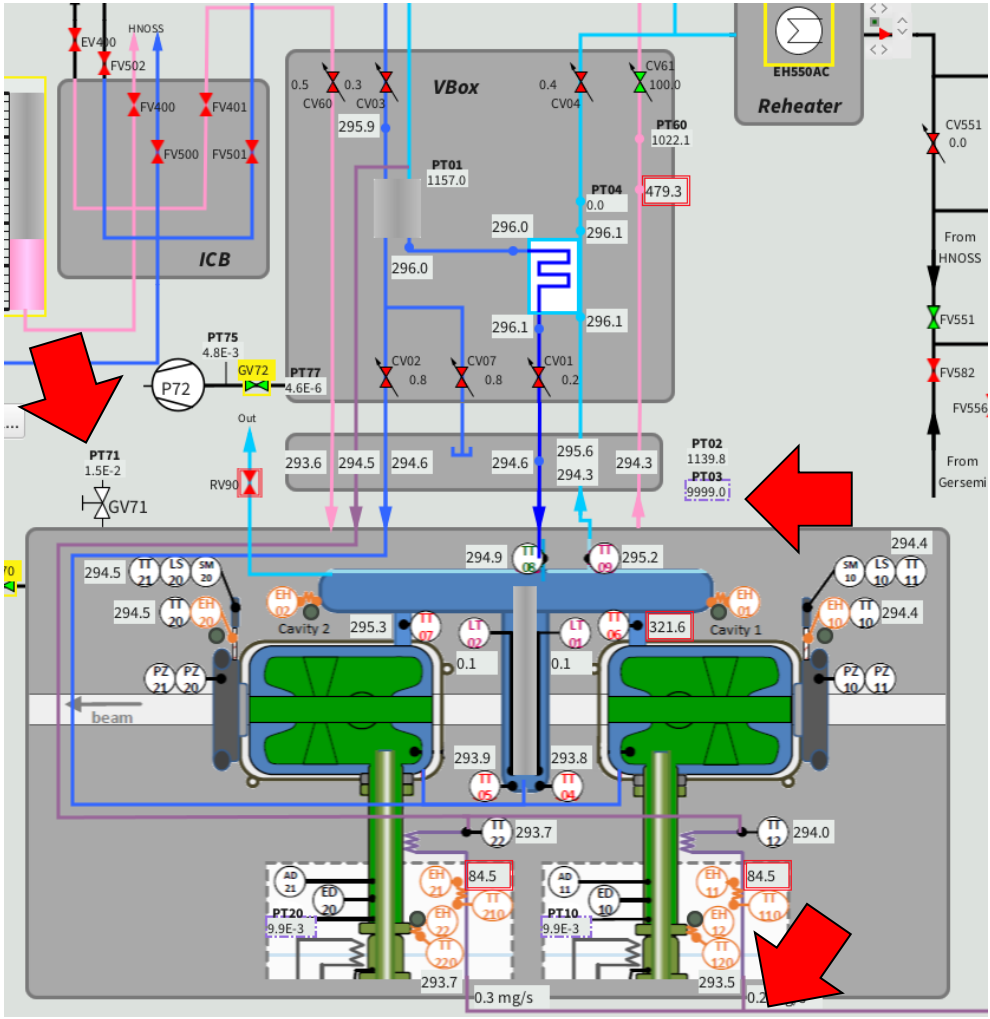 HNOSS
EV400
FV502
FV400
FV401
FV500
FV501
ICB
0.5
0.3
CV60
CV03
VBox
0.4
CV04
CV61
100.0
295.9
PT60
1022.1
PT01
1157.0
PT04
0.0
479.3
296.0
296.1
296.0
296.1
296.1
EH550AC
Reheater
CV551
0.0
From
HNOSS
FV551
FV582
FV556
From
Gersemi
PT75
4.8E-3
P72
GV72
PT77
4.6E-6
CV02
0.8
CV07
0.8
CV01
0.2
...
PT71
1.5E-2
GV71
Out
RV90
293.6
294.5
294.6
294.6
295.6
294.3
294.3
PT02
1139.8
PT03
9999.0
70
294.5
TT
21
LS
20
SM
20
294.9
TT
08
TT
09
295.2
294.4
SM
10
LS
10
TT
11
294.5
TT
20
EH
20
EH
02
Cavity 2
295.3
TT
07
LT
02
LT
01
TT
06
321.6
EH
01
Cavity 1
EH
10
TT
10
294.4
0.1
0.1
PZ
21
PZ
20
PZ
10
PZ
11
beam
293.9
293.8
TT
05
TT
04
TT
22
293.7
TT
12
294.0
AD
21
ED
20
PT20
9.9E-3
EH
21
84.5
TT
210
EH
22
TT
220
293.7
0.3 mg/s
AD
11
ED
10
PT10
9.9E-3
EH
11
84.5
TT
110
EH
12
TT
120
293.5